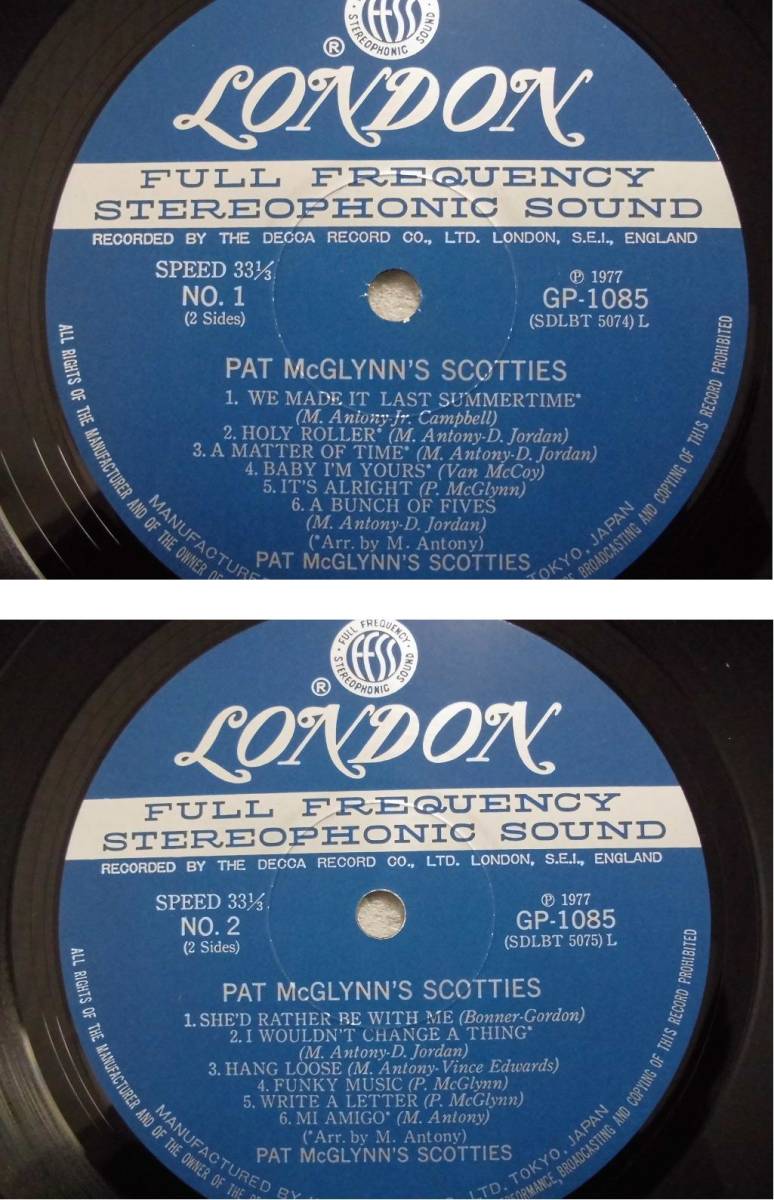 FFSS
STEREOPHONIC SOUND
®
LONDON
FULL FREQUENCY
STEREOPHONIC SOUND
RECORDED BY THE DECCA RECORD CO., LTD. LONDON, S.E.I., ENGLAND
SPEED 33⅓
NO. 1
(2 Sides)
Ⓟ 1977
GP-1085
(SDLBT 5074) L
PAT McGLYNN'S SCOTTIES
1. WE MADE IT LAST SUMMERTIME*
(M. Antony-Jr. Campbell)
2. HOLY ROLLER* (M. Antony-D. Jordan)
3. A MATTER OF TIME* (M. Antony-D. Jordan)
4. BABY I'M YOURS* (Van McCoy)
5. IT'S ALRIGHT (P. McGlynn)
6. A BUNCH OF FIVES
(M. Antony-D. Jordan)
(*Arr. by M. Antony)
PAT McGLYNN'S SCOTTIES
ALL RIGHTS OF THE MANUFACTURER AND OF THE OWNER OF
BROADCASTING AND COPYING OF THIS RECORD PROHIBITED
MANUFACTURED
TOKYO, JAPAN
FULL FREQUENCY
FFSS
STEREOPHONIC SOUND
®
LONDON
FULL FREQUENCY
STEREOPHONIC SOUND
RECORDED BY THE DECCA RECORD CO., LTD. LONDON, S.E.I., ENGLAND
SPEED 33⅓
NO. 2
(2 Sides)
Ⓟ 1977
GP-1085
(SDLBT 5075) L
PAT McGLYNN'S SCOTTIES
1. SHE'D RATHER BE WITH ME (Bonner-Gordon)
2. I WOULDN'T CHANGE A THING*
(M. Antony-D. Jordan)
3. HANG LOOSE (M. Antony-Vince Edwards)
4. FUNKY MUSIC (P. McGlynn)
5. WRITE A LETTER (P. McGlynn)
6. MI AMIGO* (M. Antony)
(*Arr. by M. Antony)
PAT McGLYNN'S SCOTTIES
ALL RIGHTS OF THE MANUFACTURER AND OF THE OWNER OF THE
PERFORMANCE, BROADCASTING AND COPYING OF THIS RECORD PROHIBITED
MANUFACTURED BY
LTD. TOKYO, JAPAN